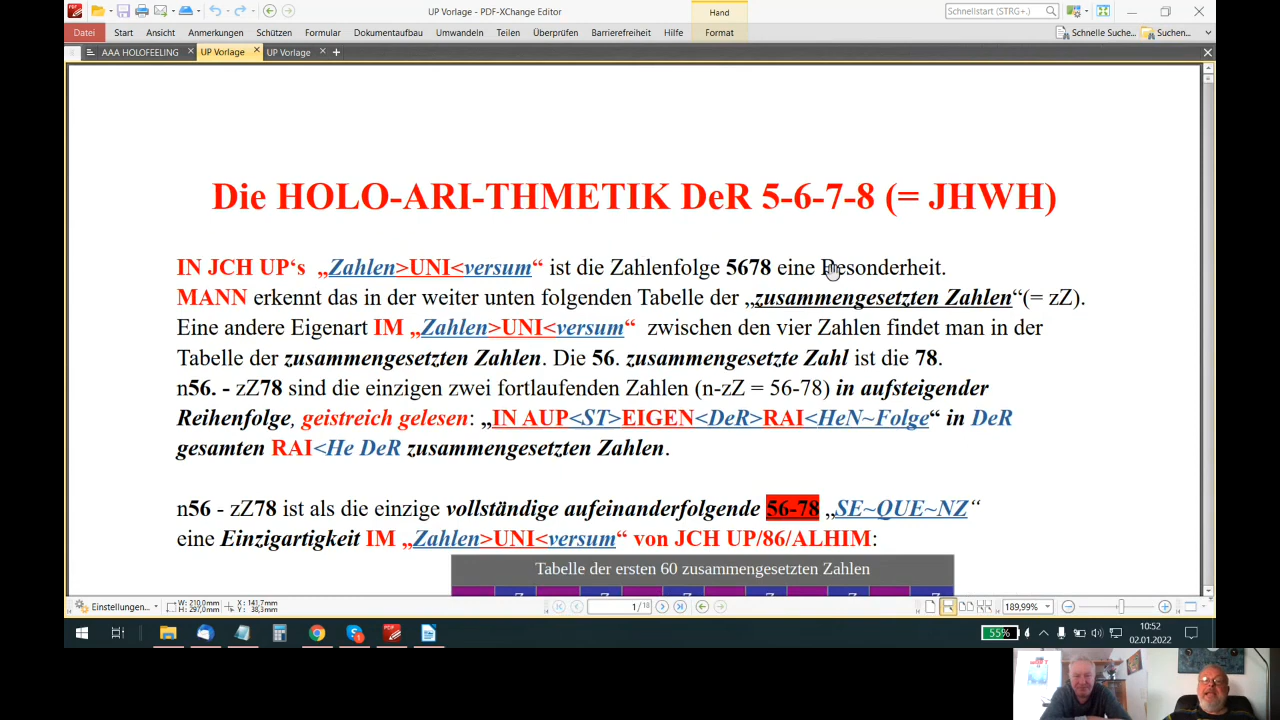 UP Vorlage - PDF-XChange Editor
Hand
Schnellstart (STRG+.)
Datei Start Ansicht Anmerkungen Schützen Formular Dokumentaufbau Umwandeln Teilen Überprüfen Barrierefreiheit Hilfe Format Schnelle Suche... Suchen...
AAA HOLOFEELING UP Vorlage UP Vorlage
Die HOLO-ARI-THMETIK DeR 5-6-7-8 (= JHWH)
IN JCH UP‘s „Zahlen>UNI<versum“ ist die Zahlenfolge 5678 eine Besonderheit.
MANN erkennt das in der weiter unten folgenden Tabelle der „zusammengesetzten Zahlen“(= zZ).
Eine andere Eigenart IM „Zahlen>UNI<versum“ zwischen den vier Zahlen findet man in der
Tabelle der zusammengesetzten Zahlen. Die 56. zusammengesetzte Zahl ist die 78.
n56. - zZ78 sind die einzigen zwei fortlaufenden Zahlen (n-zZ = 56-78) in aufsteigender
Reihenfolge, geistreich gelesen: „IN AUP<ST>EIGEN<DeR>RAI<HeN~Folge“ in DeR
gesamten RAI<He DeR zusammengesetzten Zahlen.
n56 - zZ78 ist als die einzige vollständige aufeinanderfolgende 56-78 „SE~QUE~NZ“
eine Einzigartigkeit IM „Zahlen>UNI<versum“ von JCH UP/86/ALHIM:
Tabelle der ersten 60 zusammengesetzten Zahlen
Einstellungen... W: 210,0mm X: 141,7mm 1/18 189,99%
H: 297,0mm Y: 38,3mm
55% 10:52
02.01.2022